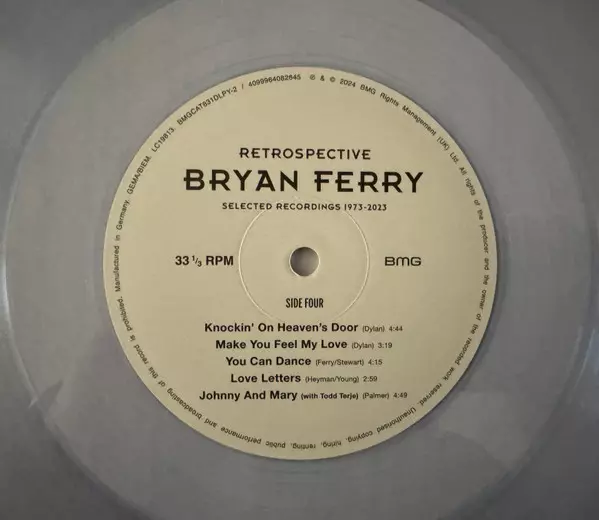 Manufactured in Germany. GEMA/BIEM. LC19813. BMGCAT831DLPY-2 / 4099964082645 ℗ & © 2024 BMG Rights Management (UK) Ltd. All rights of the producer and the owner of the recorded work reserved. Unauthorised copying, hiring, renting, public performance and broadcasting of this record is prohibited.
RETROSPECTIVE
BRYAN FERRY
SELECTED RECORDINGS 1973-2023
33 1/3 RPM
BMG
SIDE FOUR
Knockin' On Heaven's Door (Dylan) 4:44
Make You Feel My Love (Dylan) 3:19
You Can Dance (Ferry/Stewart) 4:15
Love Letters (Heyman/Young) 2:59
Johnny And Mary (with Todd Terje) (Palmer) 4:49